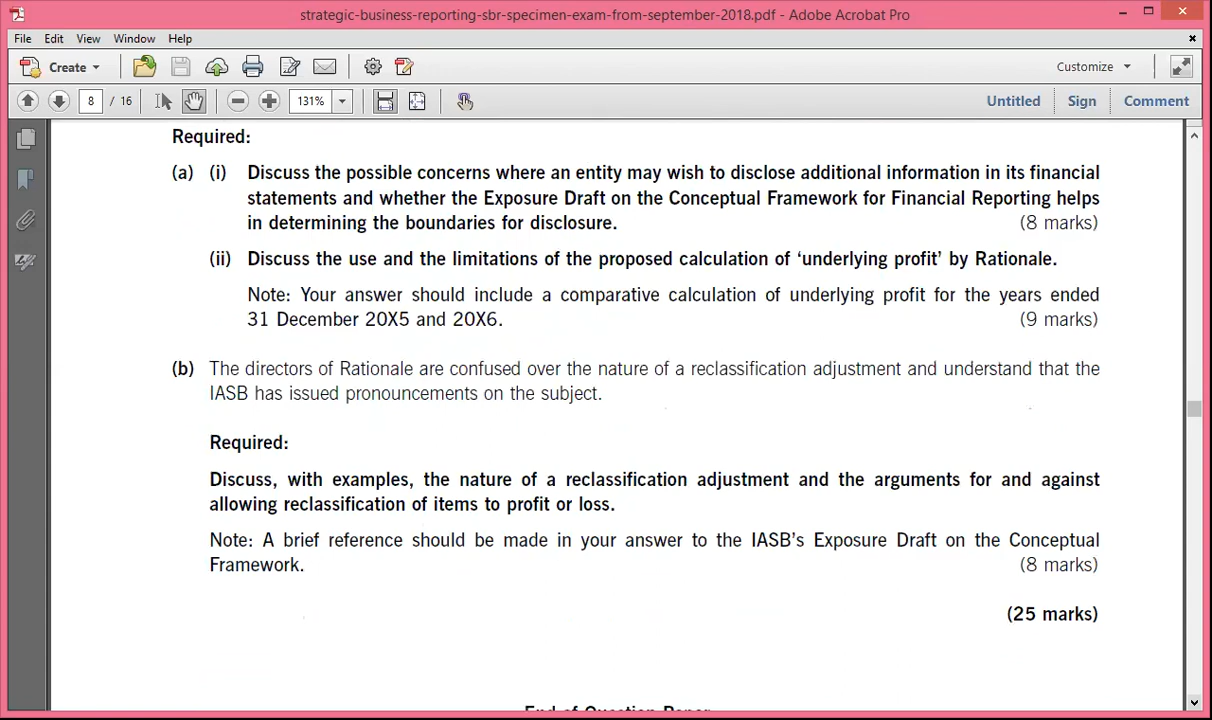 strategic-business-reporting-sbr-specimen-exam-from-september-2018.pdf - Adobe Acrobat Pro
File Edit View Window Help
Create Customize
8 / 16 131% Untitled Sign Comment
Required:
(a) (i) Discuss the possible concerns where an entity may wish to disclose additional information in its financial
statements and whether the Exposure Draft on the Conceptual Framework for Financial Reporting helps
in determining the boundaries for disclosure. (8 marks)
(ii) Discuss the use and the limitations of the proposed calculation of ‘underlying profit’ by Rationale.
Note: Your answer should include a comparative calculation of underlying profit for the years ended
31 December 20X5 and 20X6. (9 marks)
(b) The directors of Rationale are confused over the nature of a reclassification adjustment and understand that the
IASB has issued pronouncements on the subject.
Required:
Discuss, with examples, the nature of a reclassification adjustment and the arguments for and against
allowing reclassification of items to profit or loss.
Note: A brief reference should be made in your answer to the IASB’s Exposure Draft on the Conceptual
Framework. (8 marks)
(25 marks)
End of Question Paper